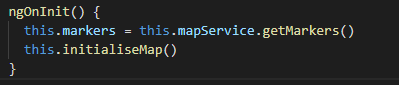 ngOnInit() {
this.markers = this.mapService.getMarkers()
this.initialiseMap()
}